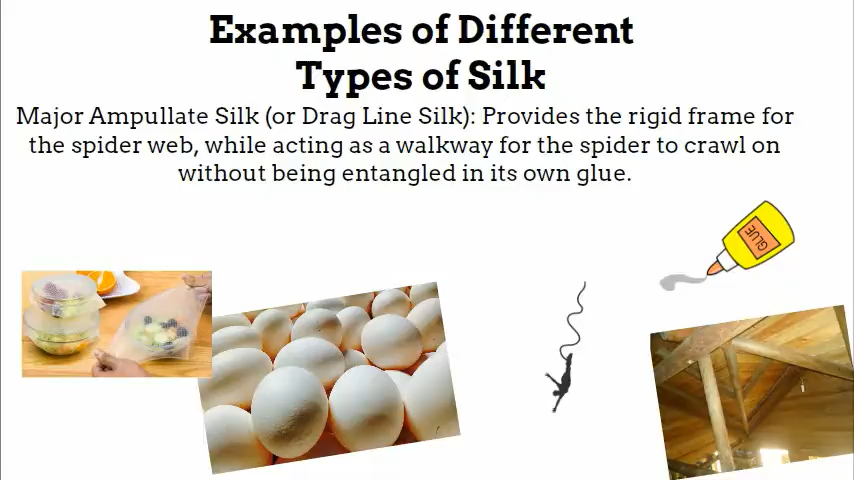 Examples of Different
Types of Silk
Major Ampullate Silk (or Drag Line Silk): Provides the rigid frame for
the spider web, while acting as a walkway for the spider to crawl on
without being entangled in its own glue.
GLUE